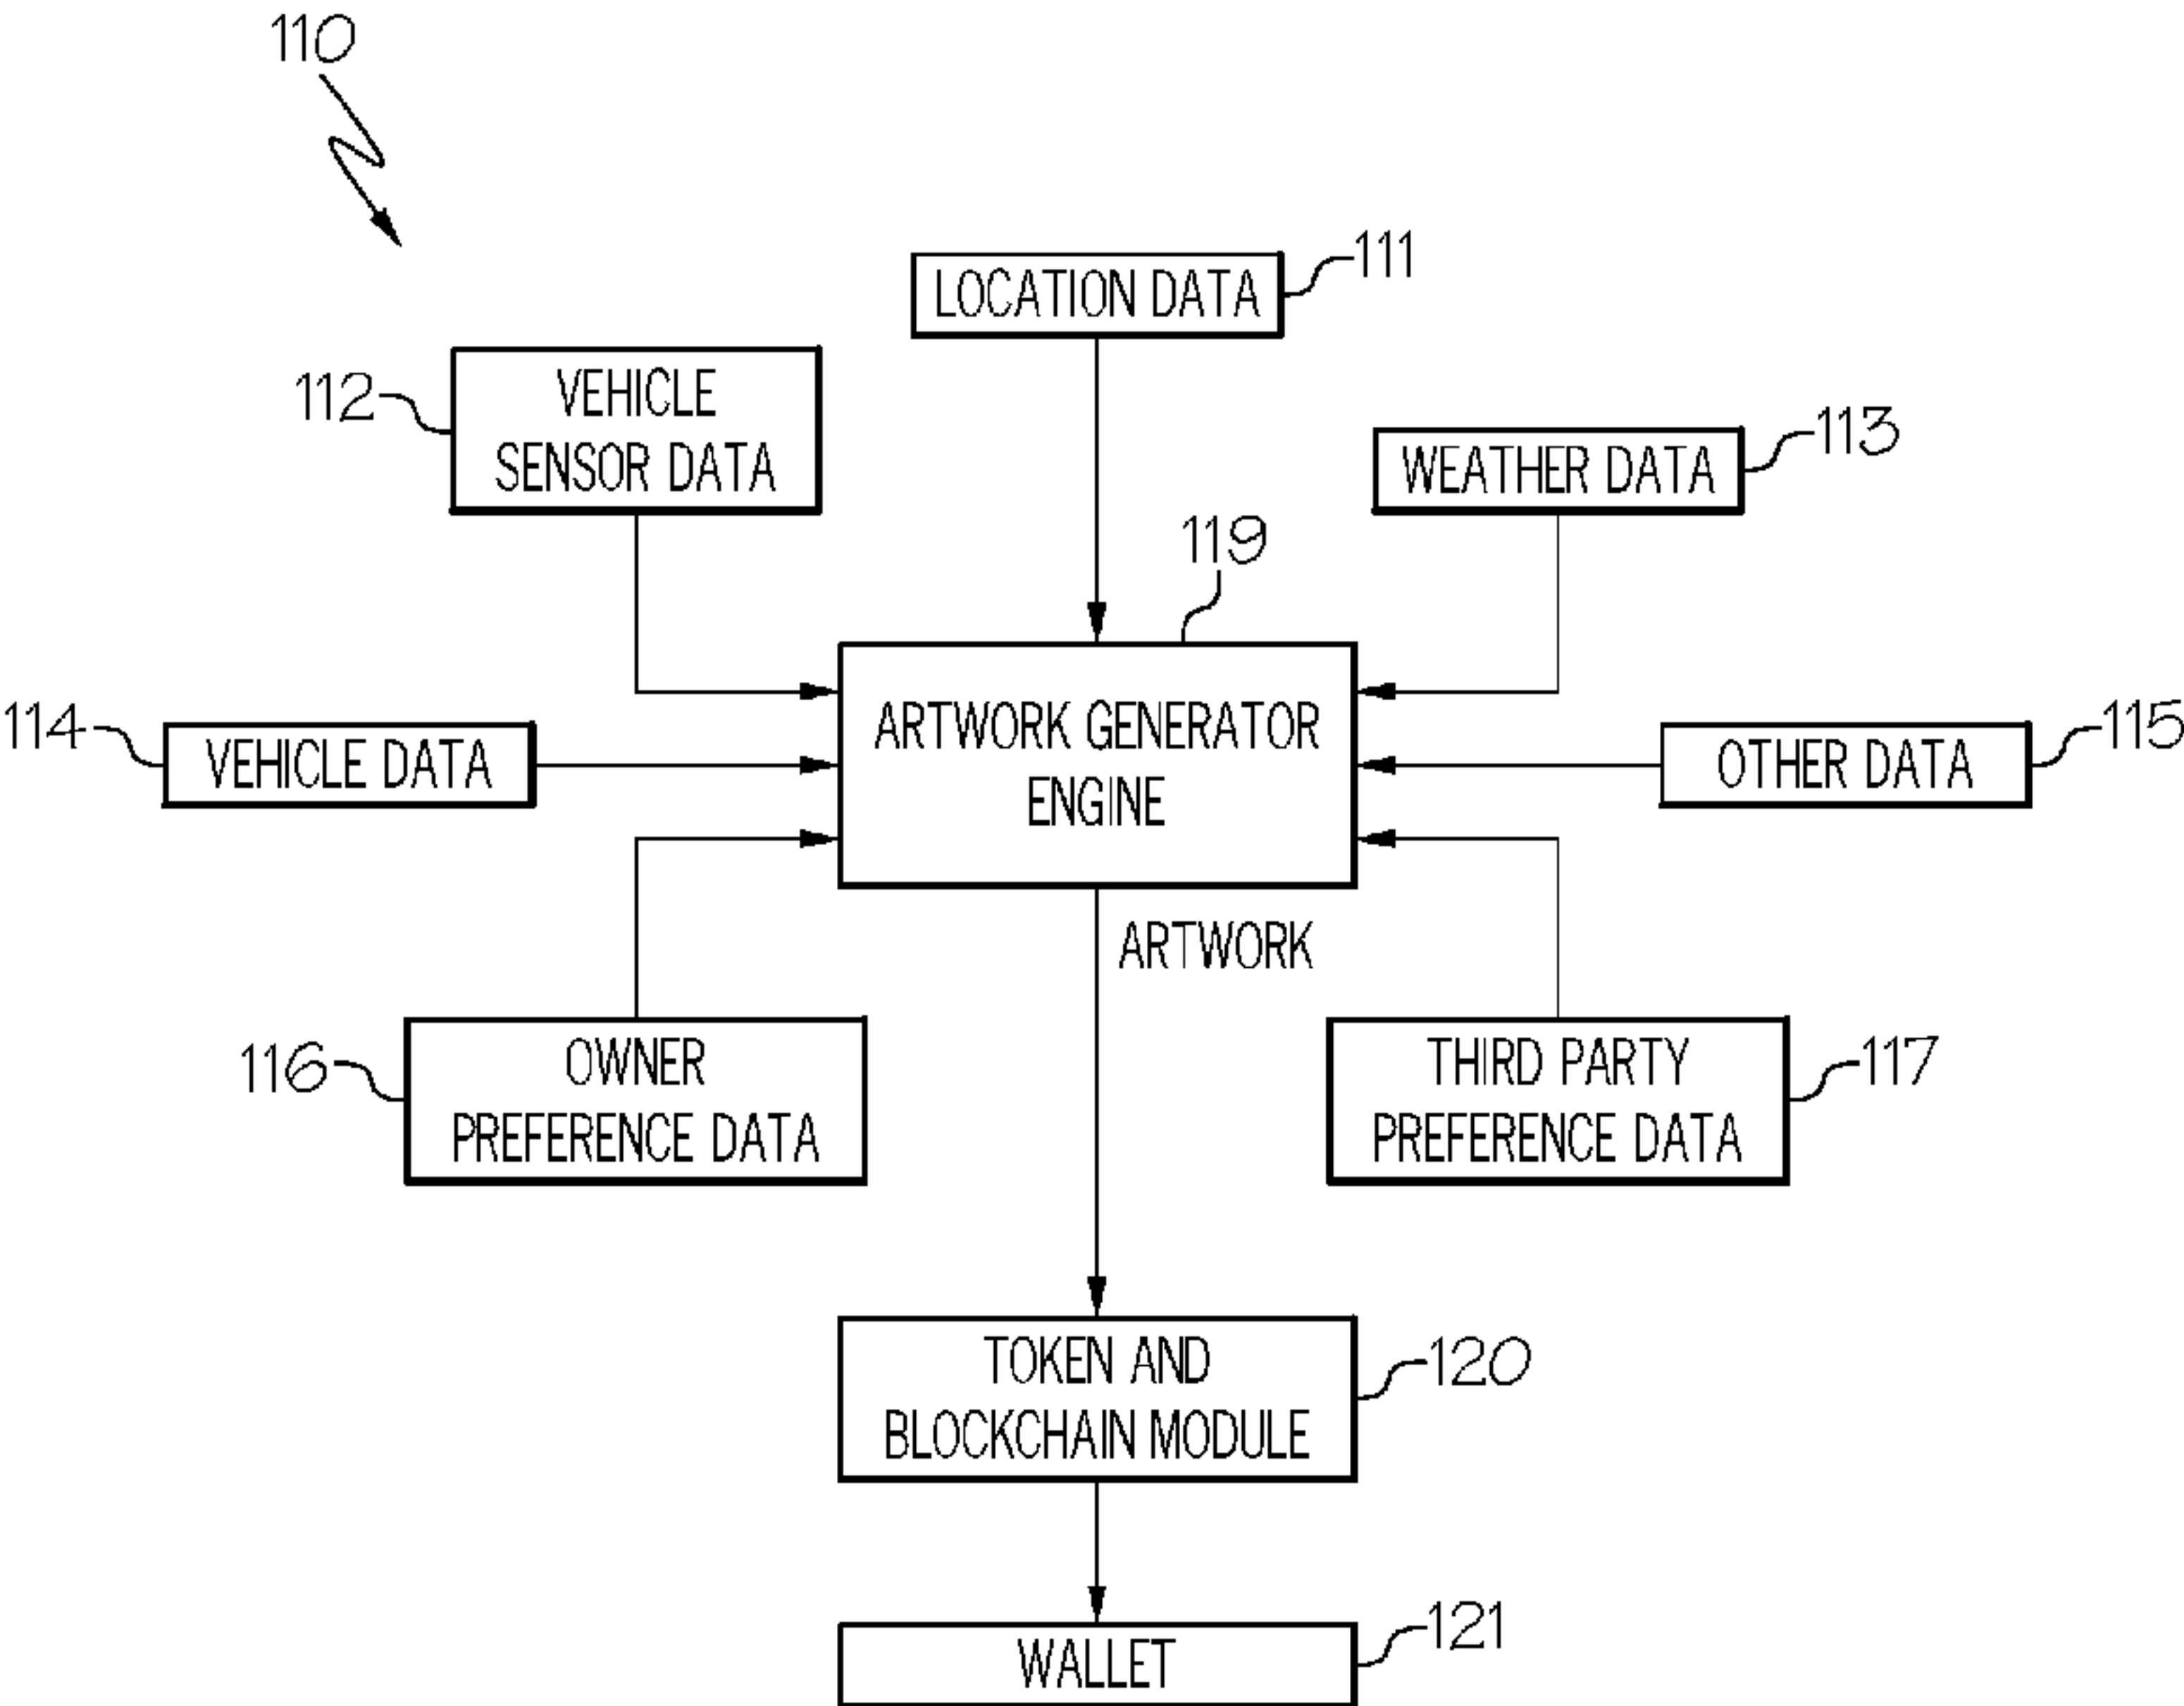 110
LOCATION DATA
111
112
VEHICLE
SENSOR DATA
WEATHER DATA
113
119
114
VEHICLE DATA
ARTWORK GENERATOR
ENGINE
OTHER DATA
115
ARTWORK
116
OWNER
PREFERENCE DATA
THIRD PARTY
PREFERENCE DATA
117
TOKEN AND
BLOCKCHAIN MODULE
120
WALLET
121